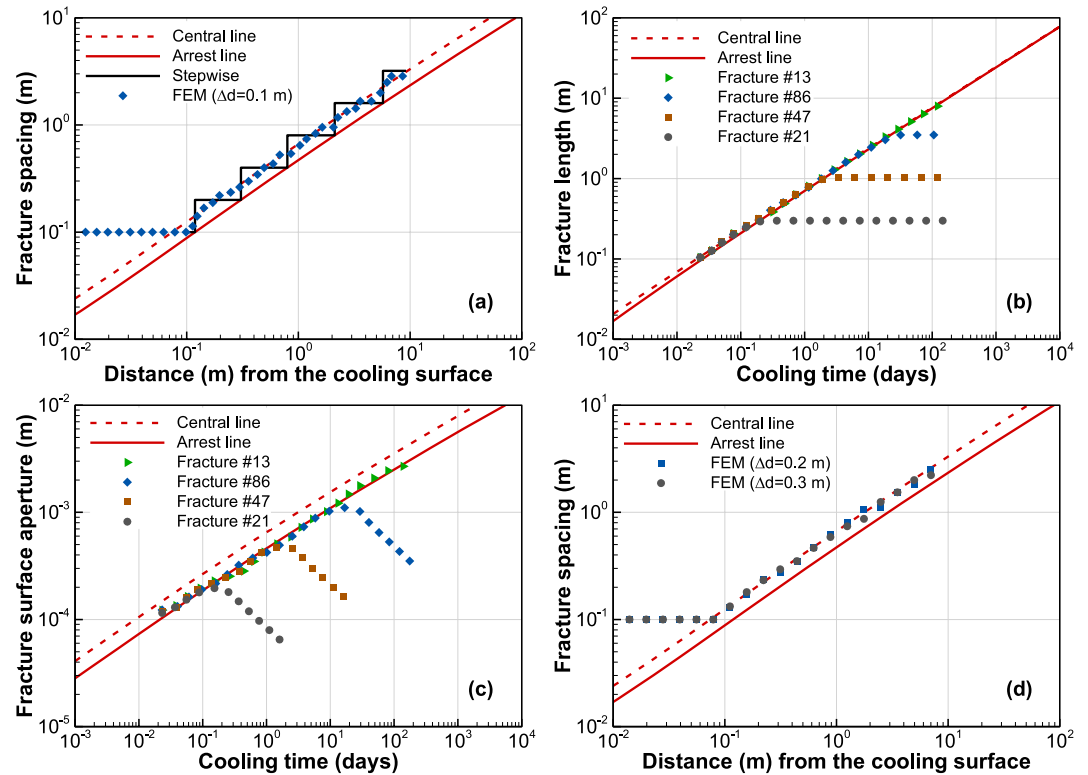 10^1
10^0
10^-1
10^-2
Fracture spacing (m)
Central line
Arrest line
Stepwise
FEM (Δd=0.1 m)
(a)
10^-2 10^-1 10^0 10^1 10^2
Distance (m) from the cooling surface
10^2
10^1
10^0
10^-1
10^-2
Fracture length (m)
Central line
Arrest line
Fracture #13
Fracture #86
Fracture #47
Fracture #21
(b)
10^-3 10^-2 10^-1 10^0 10^1 10^2 10^3 10^4
Cooling time (days)
10^-2
10^-3
10^-4
10^-5
Fracture surface aperture (m)
Central line
Arrest line
Fracture #13
Fracture #86
Fracture #47
Fracture #21
(c)
10^-3 10^-2 10^-1 10^0 10^1 10^2 10^3 10^4
Cooling time (days)
10^1
10^0
10^-1
10^-2
Fracture spacing (m)
Central line
Arrest line
FEM (Δd=0.2 m)
FEM (Δd=0.3 m)
(d)
10^-2 10^-1 10^0 10^1 10^2
Distance (m) from the cooling surface